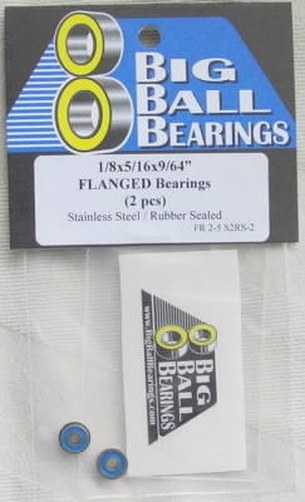 BIG
BALL
BEARINGS
1/8x5/16x9/64”
FLANGED Bearings
(2 pcs)
Stainless Steel / Rubber Sealed
FR 2-5 S2RS-2
BIG
BALL
BEARINGS
www.BigBallBearings.com